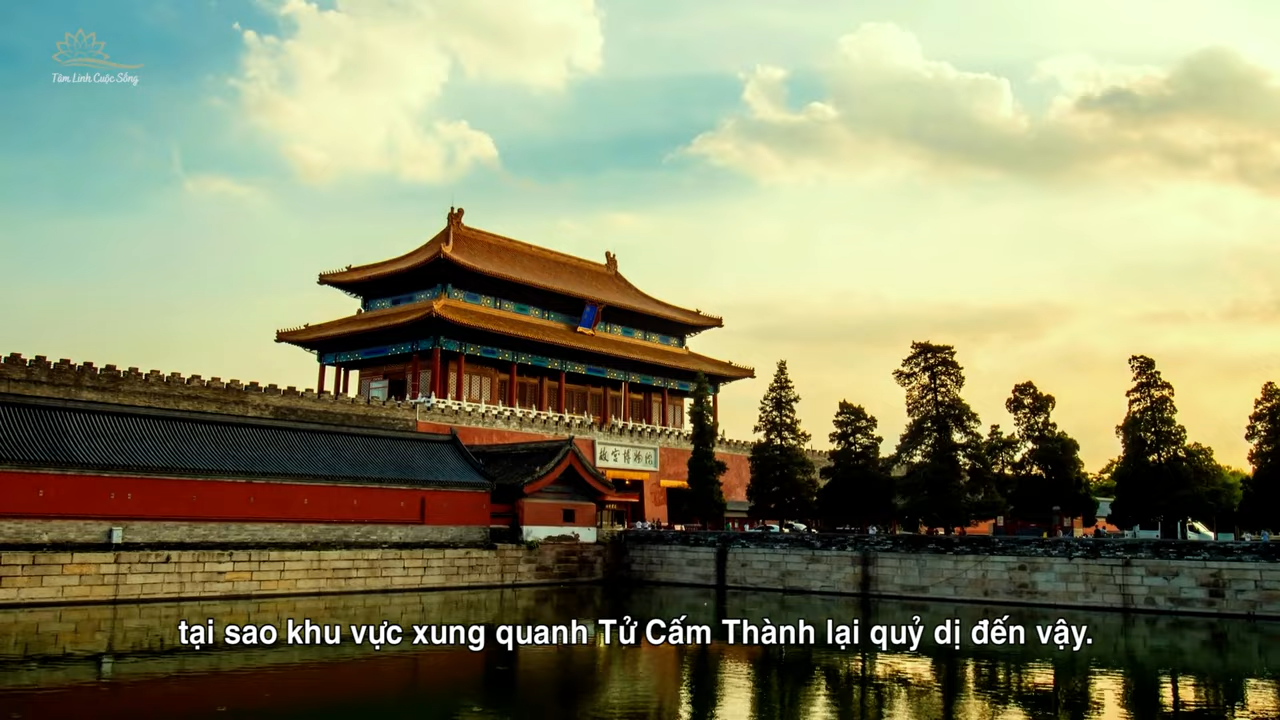 Tâm Linh Cuộc Sống
故宫博物院
tại sao khu vực xung quanh Tử Cấm Thành lại quỷ dị đến vậy.